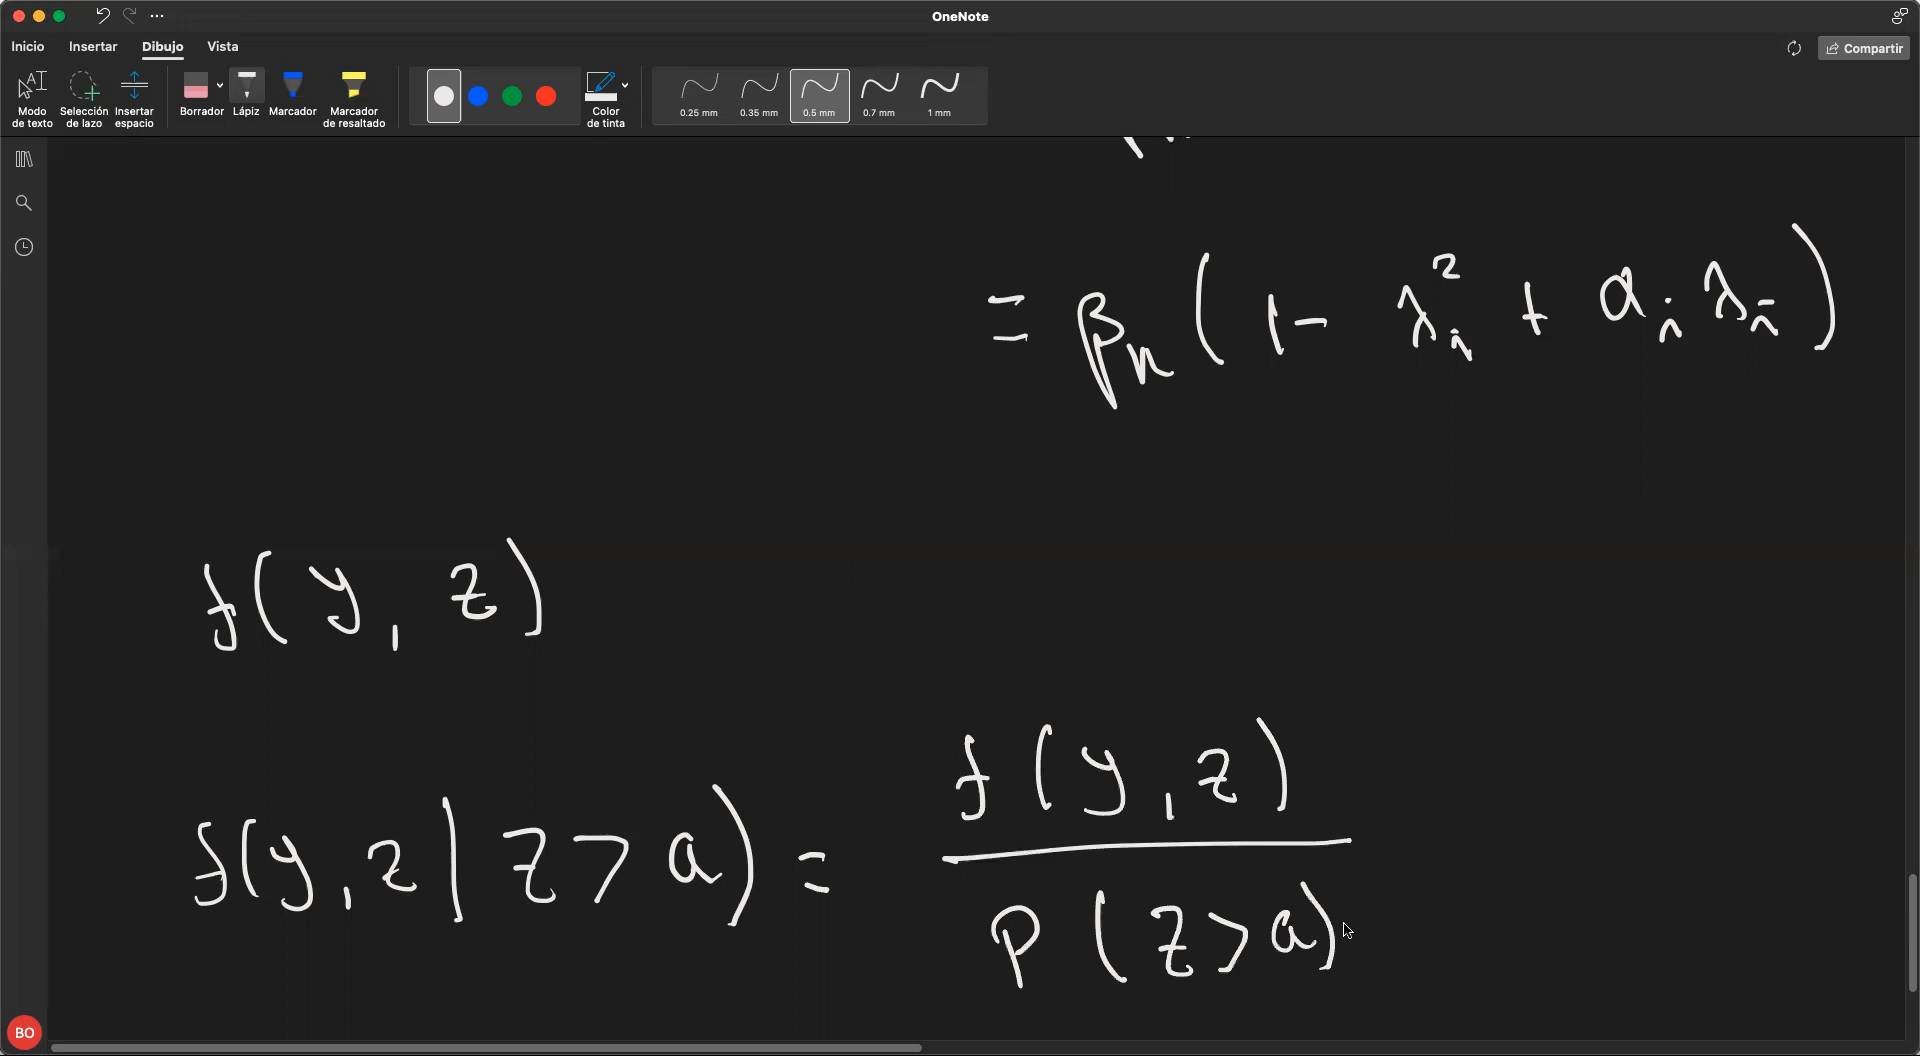 OneNote
Inicio Insertar Dibujo Vista
Compartir
Modo de texto
Selección de lazo
Insertar espacio
Borrador
Lápiz
Marcador
Marcador de resaltado
Color de tinta
0.25 mm
0.35 mm
0.5 mm
0.7 mm
1 mm
= βₖ ( 1 - λᵢ² + αᵢ λᵢ )
f( y, z )
f( y, z )
f( y, z | z > a ) =
P ( z > a )
BO